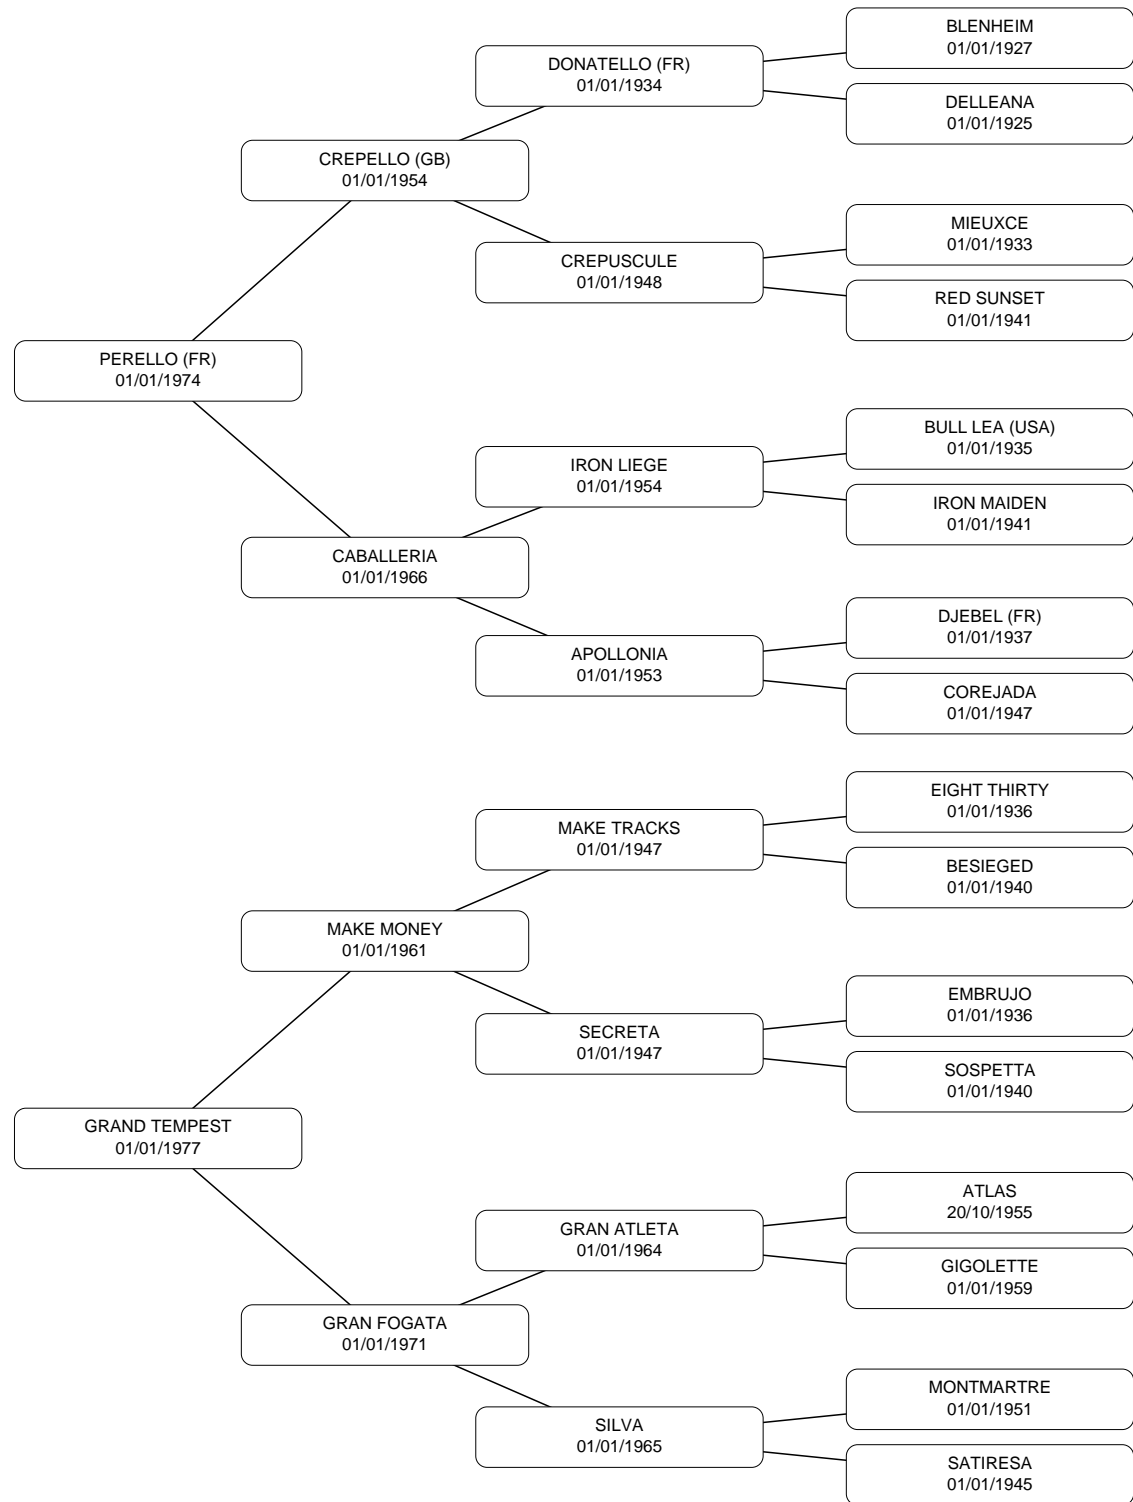 BLENHEIM
01/01/1927
DONATELLO (FR)
01/01/1934
DELLEANA
01/01/1925
CREPELLO (GB)
01/01/1954
MIEUXCE
01/01/1933
CREPUSCULE
01/01/1948
RED SUNSET
01/01/1941
PERELLO (FR)
01/01/1974
BULL LEA (USA)
01/01/1935
IRON LIEGE
01/01/1954
IRON MAIDEN
01/01/1941
CABALLERIA
01/01/1966
DJEBEL (FR)
01/01/1937
APOLLONIA
01/01/1953
COREJADA
01/01/1947
EIGHT THIRTY
01/01/1936
MAKE TRACKS
01/01/1947
BESIEGED
01/01/1940
MAKE MONEY
01/01/1961
EMBRUJO
01/01/1936
SECRETA
01/01/1947
SOSPETTA
01/01/1940
GRAND TEMPEST
01/01/1977
ATLAS
20/10/1955
GRAN ATLETA
01/01/1964
GIGOLETTE
01/01/1959
GRAN FOGATA
01/01/1971
MONTMARTRE
01/01/1951
SILVA
01/01/1965
SATIRESA
01/01/1945